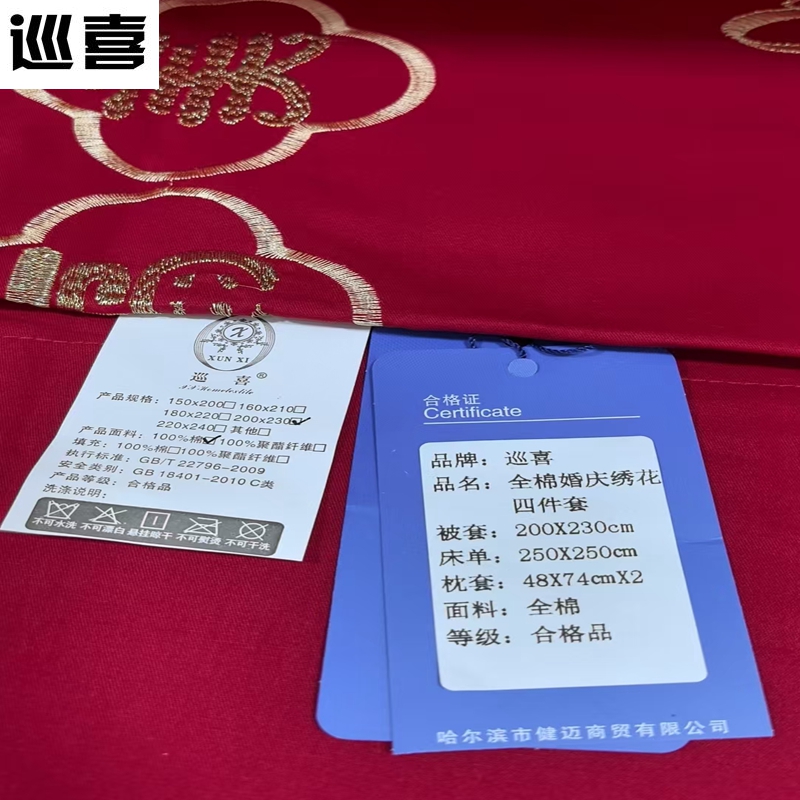 巡喜
XUN XI
巡喜®
产品规格：150x200□ 160x210□
180x220□ 200x230☑
220x240□ 其他□
产品面料：100%棉☑ 100%聚酯纤维□
填充：100%棉□ 100%聚酯纤维□
执行标准：GB/T 22796-2009
安全类别：GB 18401-2010 C类
产品等级：合格品
洗涤说明：
不可水洗 不可漂白 悬挂晾干 不可熨烫 不可干洗
合格证
Certificate
品牌：巡喜
品名：全棉婚庆绣花
四件套
被套：200X230cm
床单：250X250cm
枕套：48X74cmX2
面料：全棉
等级：合格品
哈尔滨市健迈商贸有限公司